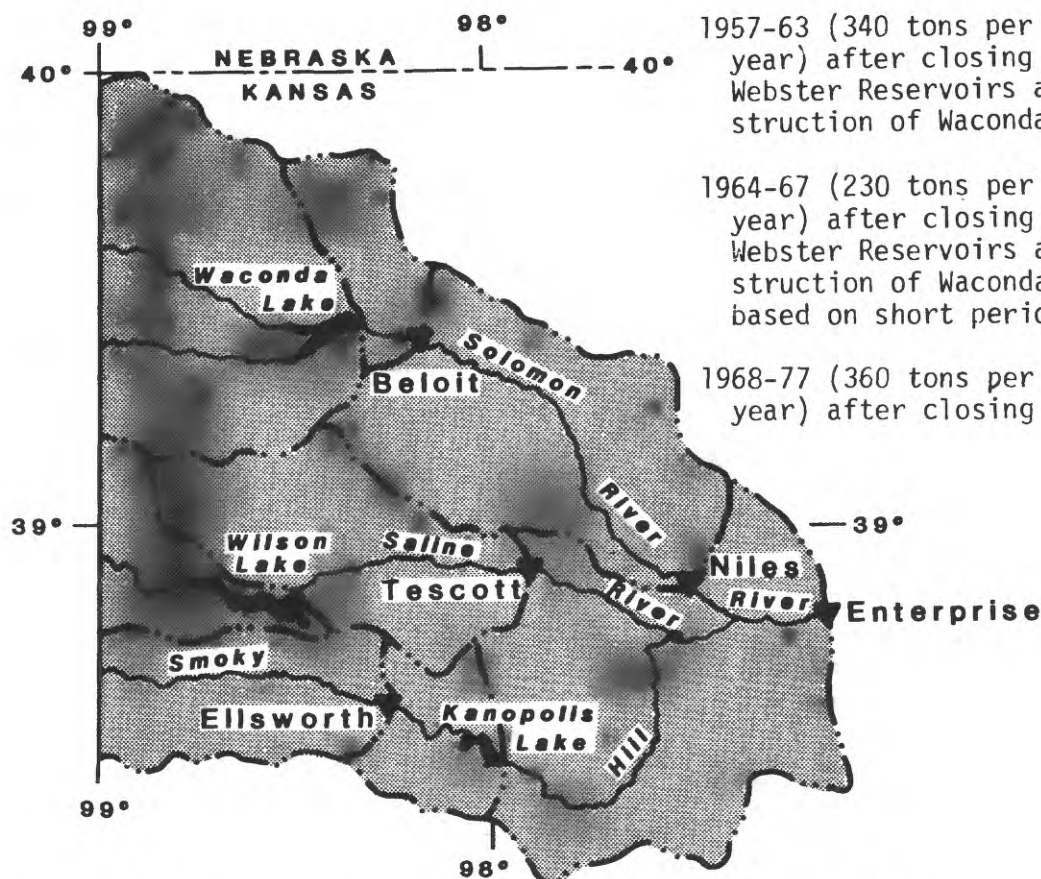 99°
98°
40°
NEBRASKA
KANSAS
40°
1957-63 (340 tons per
year) after closing
Webster Reservoirs a
struction of Waconda
1964-67 (230 tons per
year) after closing
Webster Reservoirs a
struction of Waconda
based on short perio
1968-77 (360 tons per
year) after closing
Waconda
Lake
Beloit
Solomon
River
39°
39°
Wilson
Lake
Saline
Tescott
River
Niles
River
Enterprise
Smoky
Ellsworth
Kanopolis
Lake
Hill
99°
98°